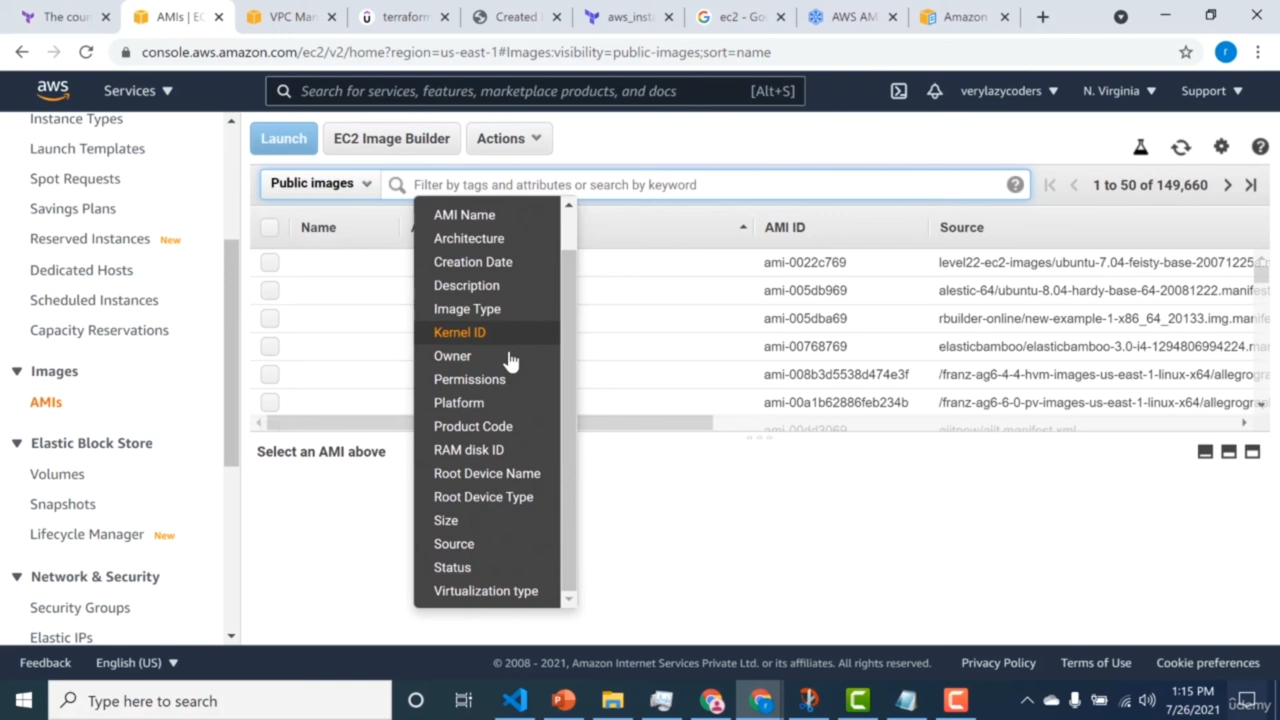 The coun
AMIs | EC
VPC Man
terraform
Created
aws_inst
ec2 - Go
AWS AM
Amazon
console.aws.amazon.com/ec2/v2/home?region=us-east-1#Images:visibility=public-images;sort=name
r
aws
Services
Search for services, features, marketplace products, and docs
[Alt+S]
verylazycoders
N. Virginia
Support
Instance Types
Launch Templates
Spot Requests
Savings Plans
Reserved Instances New
Dedicated Hosts
Scheduled Instances
Capacity Reservations
Images
AMIs
Elastic Block Store
Volumes
Snapshots
Lifecycle Manager New
Network & Security
Security Groups
Elastic IPs
Launch
EC2 Image Builder
Actions
Public images
Filter by tags and attributes or search by keyword
1 to 50 of 149,660
Name
AMI ID
Source
ami-0022c769
level22-ec2-images/ubuntu-7.04-feisty-base-20071225
ami-005db969
alestic-64/ubuntu-8.04-hardy-base-64-20081222.manifest
ami-005dba69
rbuilder-online/new-example-1-x86_64_20133.img.manife
ami-00768769
elasticbamboo/elasticbamboo-3.0-i4-1294806994224.ma
ami-008b3d5538d474e3f
/franz-ag6-4-4-hvm-images-us-east-1-linux-x64/allegrogra
ami-00a1b62886feb234b
/franz-ag6-6-0-pv-images-us-east-1-linux-x64/allegrogra
AMI Name
Architecture
Creation Date
Description
Image Type
Kernel ID
Owner
Permissions
Platform
Product Code
RAM disk ID
Root Device Name
Root Device Type
Size
Source
Status
Virtualization type
Select an AMI above
Feedback
English (US)
© 2008 - 2021, Amazon Internet Services Private Ltd. or its affiliates. All rights reserved.
Privacy Policy
Terms of Use
Cookie preferences
Type here to search
1:15 PM
7/26/2021
udemy